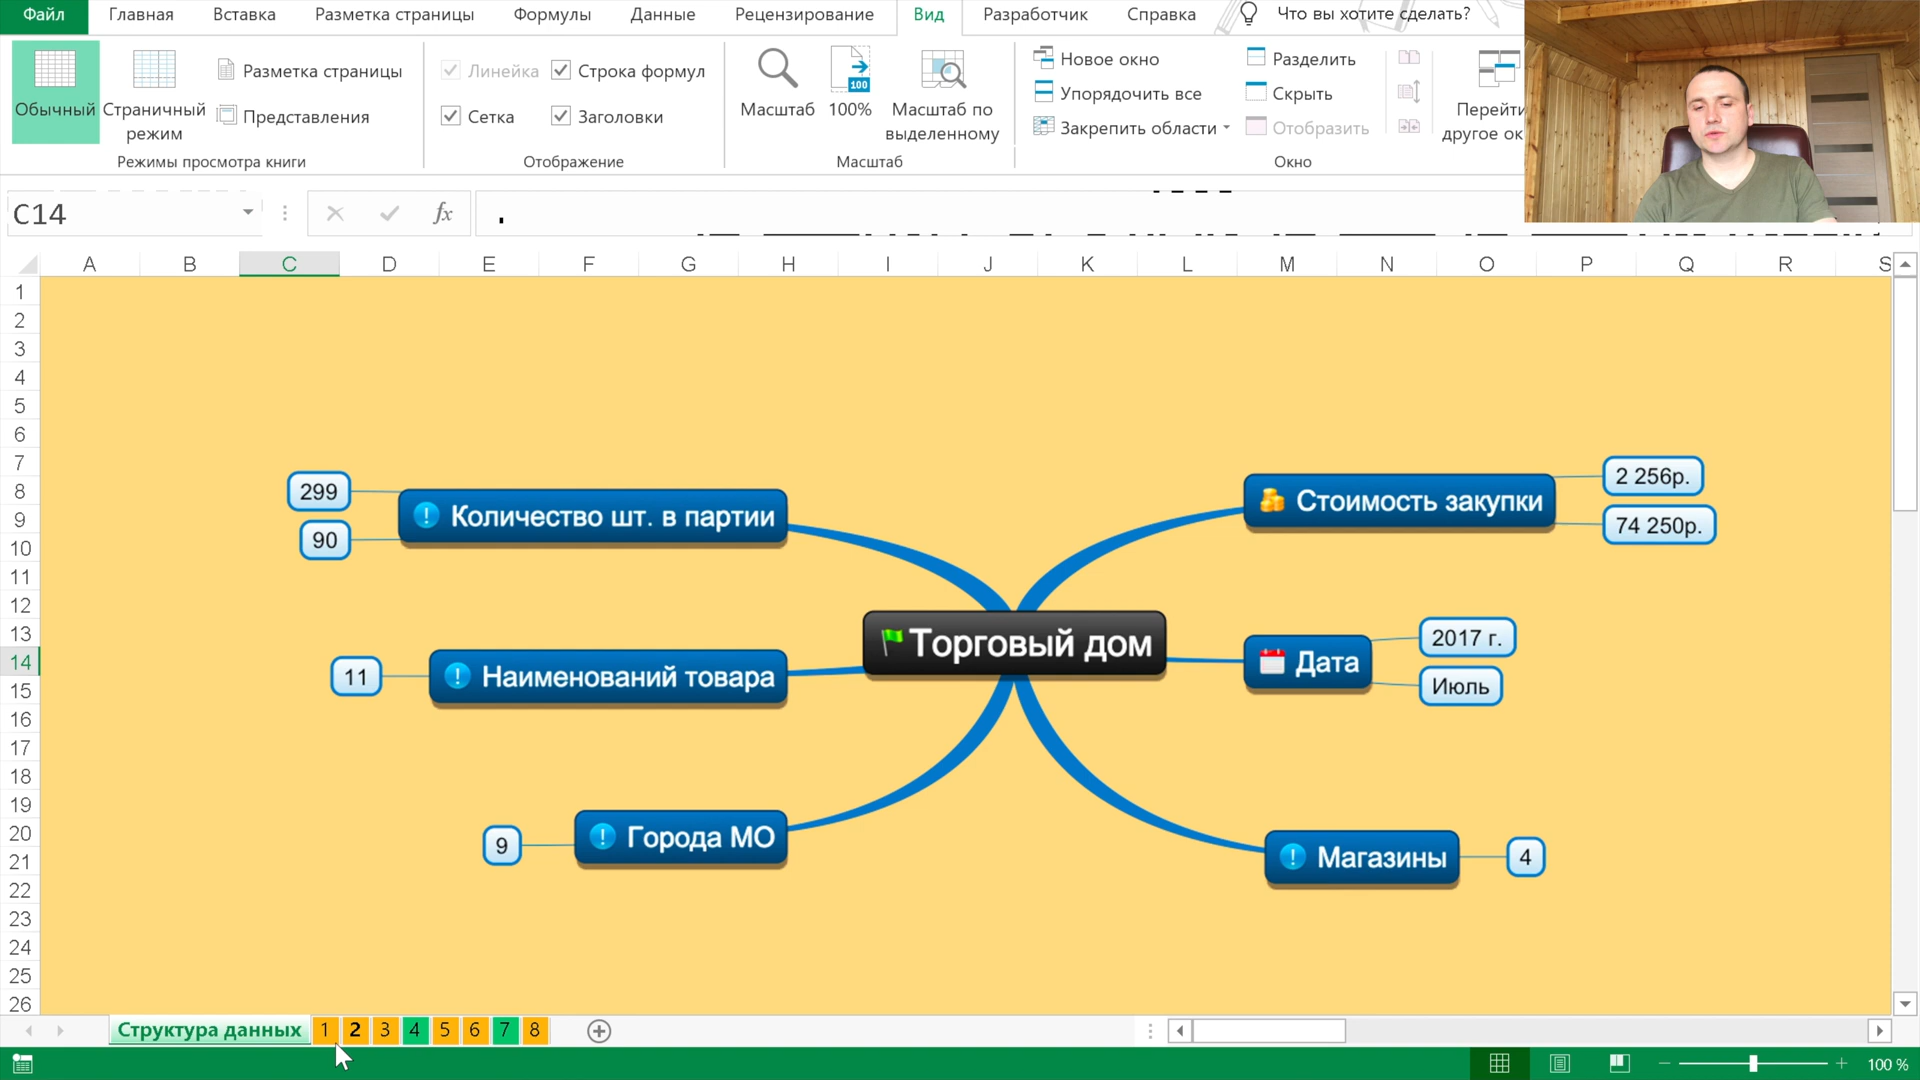 Файл Главная Вставка Разметка страницы Формулы Данные Рецензирование Вид Разработчик Справка Что вы хотите сделать?
Обычный
Страничный режим
Разметка страницы
Представления
Режимы просмотра книги
Линейка
Строка формул
Сетка
Заголовки
Отображение
Масштаб
100
100%
Масштаб по выделенному
Масштаб
Новое окно
Упорядочить все
Закрепить области
Разделить
Скрыть
Отобразить
Перейти
другое ок
Окно
C14
fx
A B C D E F G H I J K L M N O P Q R S
1
2
3
4
5
6
7
8
9
10
11
12
13
14
15
16
17
18
19
20
21
22
23
24
25
26
299
90
Количество шт. в партии
Стоимость закупки
2 256р.
74 250р.
Торговый дом
11
Наименований товара
Дата
2017 г.
Июль
9
Города МО
Магазины
4
Структура данных 1 2 3 4 5 6 7 8
100 %